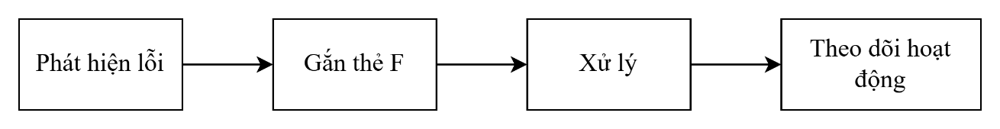 Phát hiện lỗi
Gắn thẻ F
Xử lý
Theo dõi hoạt
động